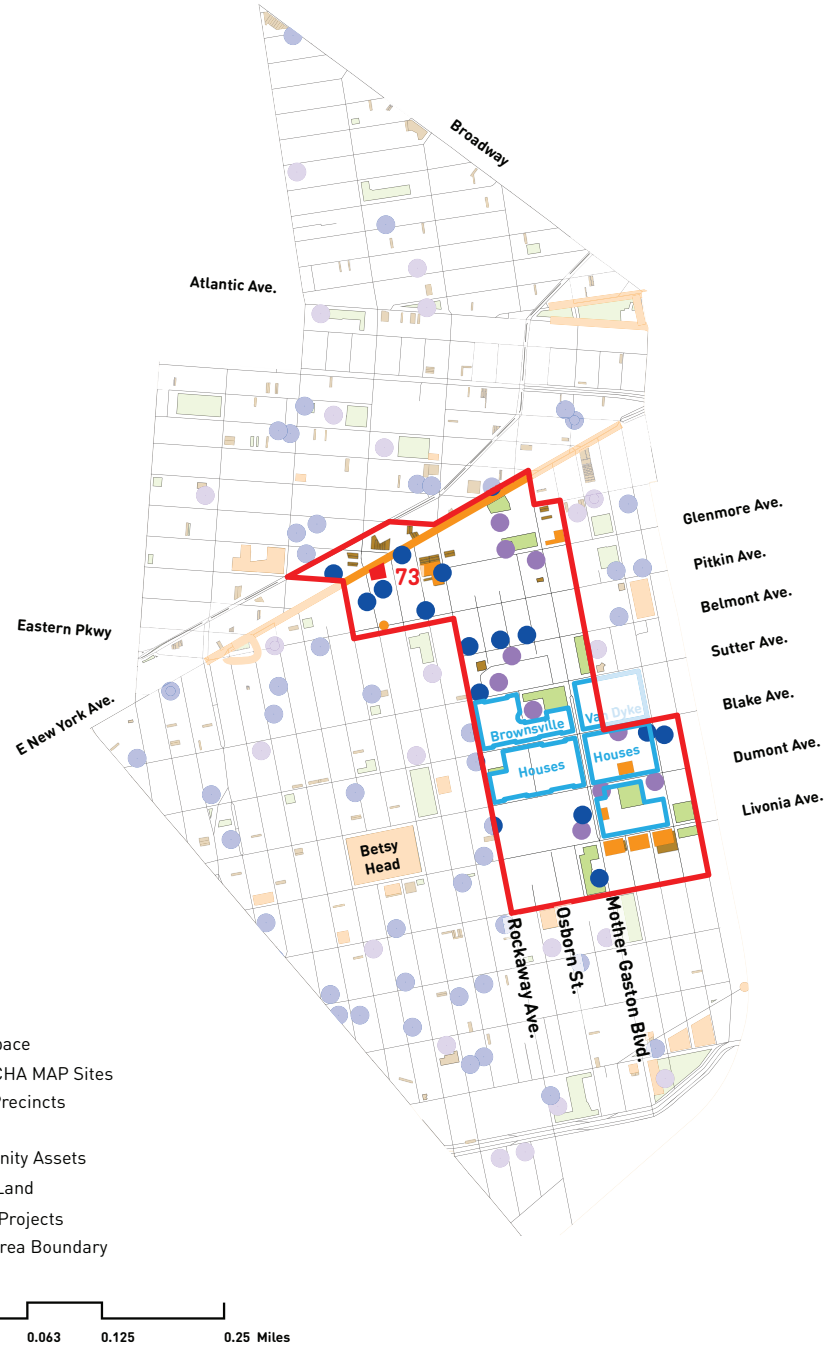 Broadway
Atlantic Ave.
Glenmore Ave.
Pitkin Ave.
73
Belmont Ave.
Eastern Pkwy
Sutter Ave.
E New York Ave.
Blake Ave.
Van Dyke
Brownsville
Houses
Houses
Dumont Ave.
Livonia Ave.
Betsy
Head
Rockaway Ave.
Osborn St.
Mother Gaston Blvd.
pace
CHA MAP Sites
Precincts
nity Assets
Land
Projects
rea Boundary
0.063 0.125 0.25 Miles